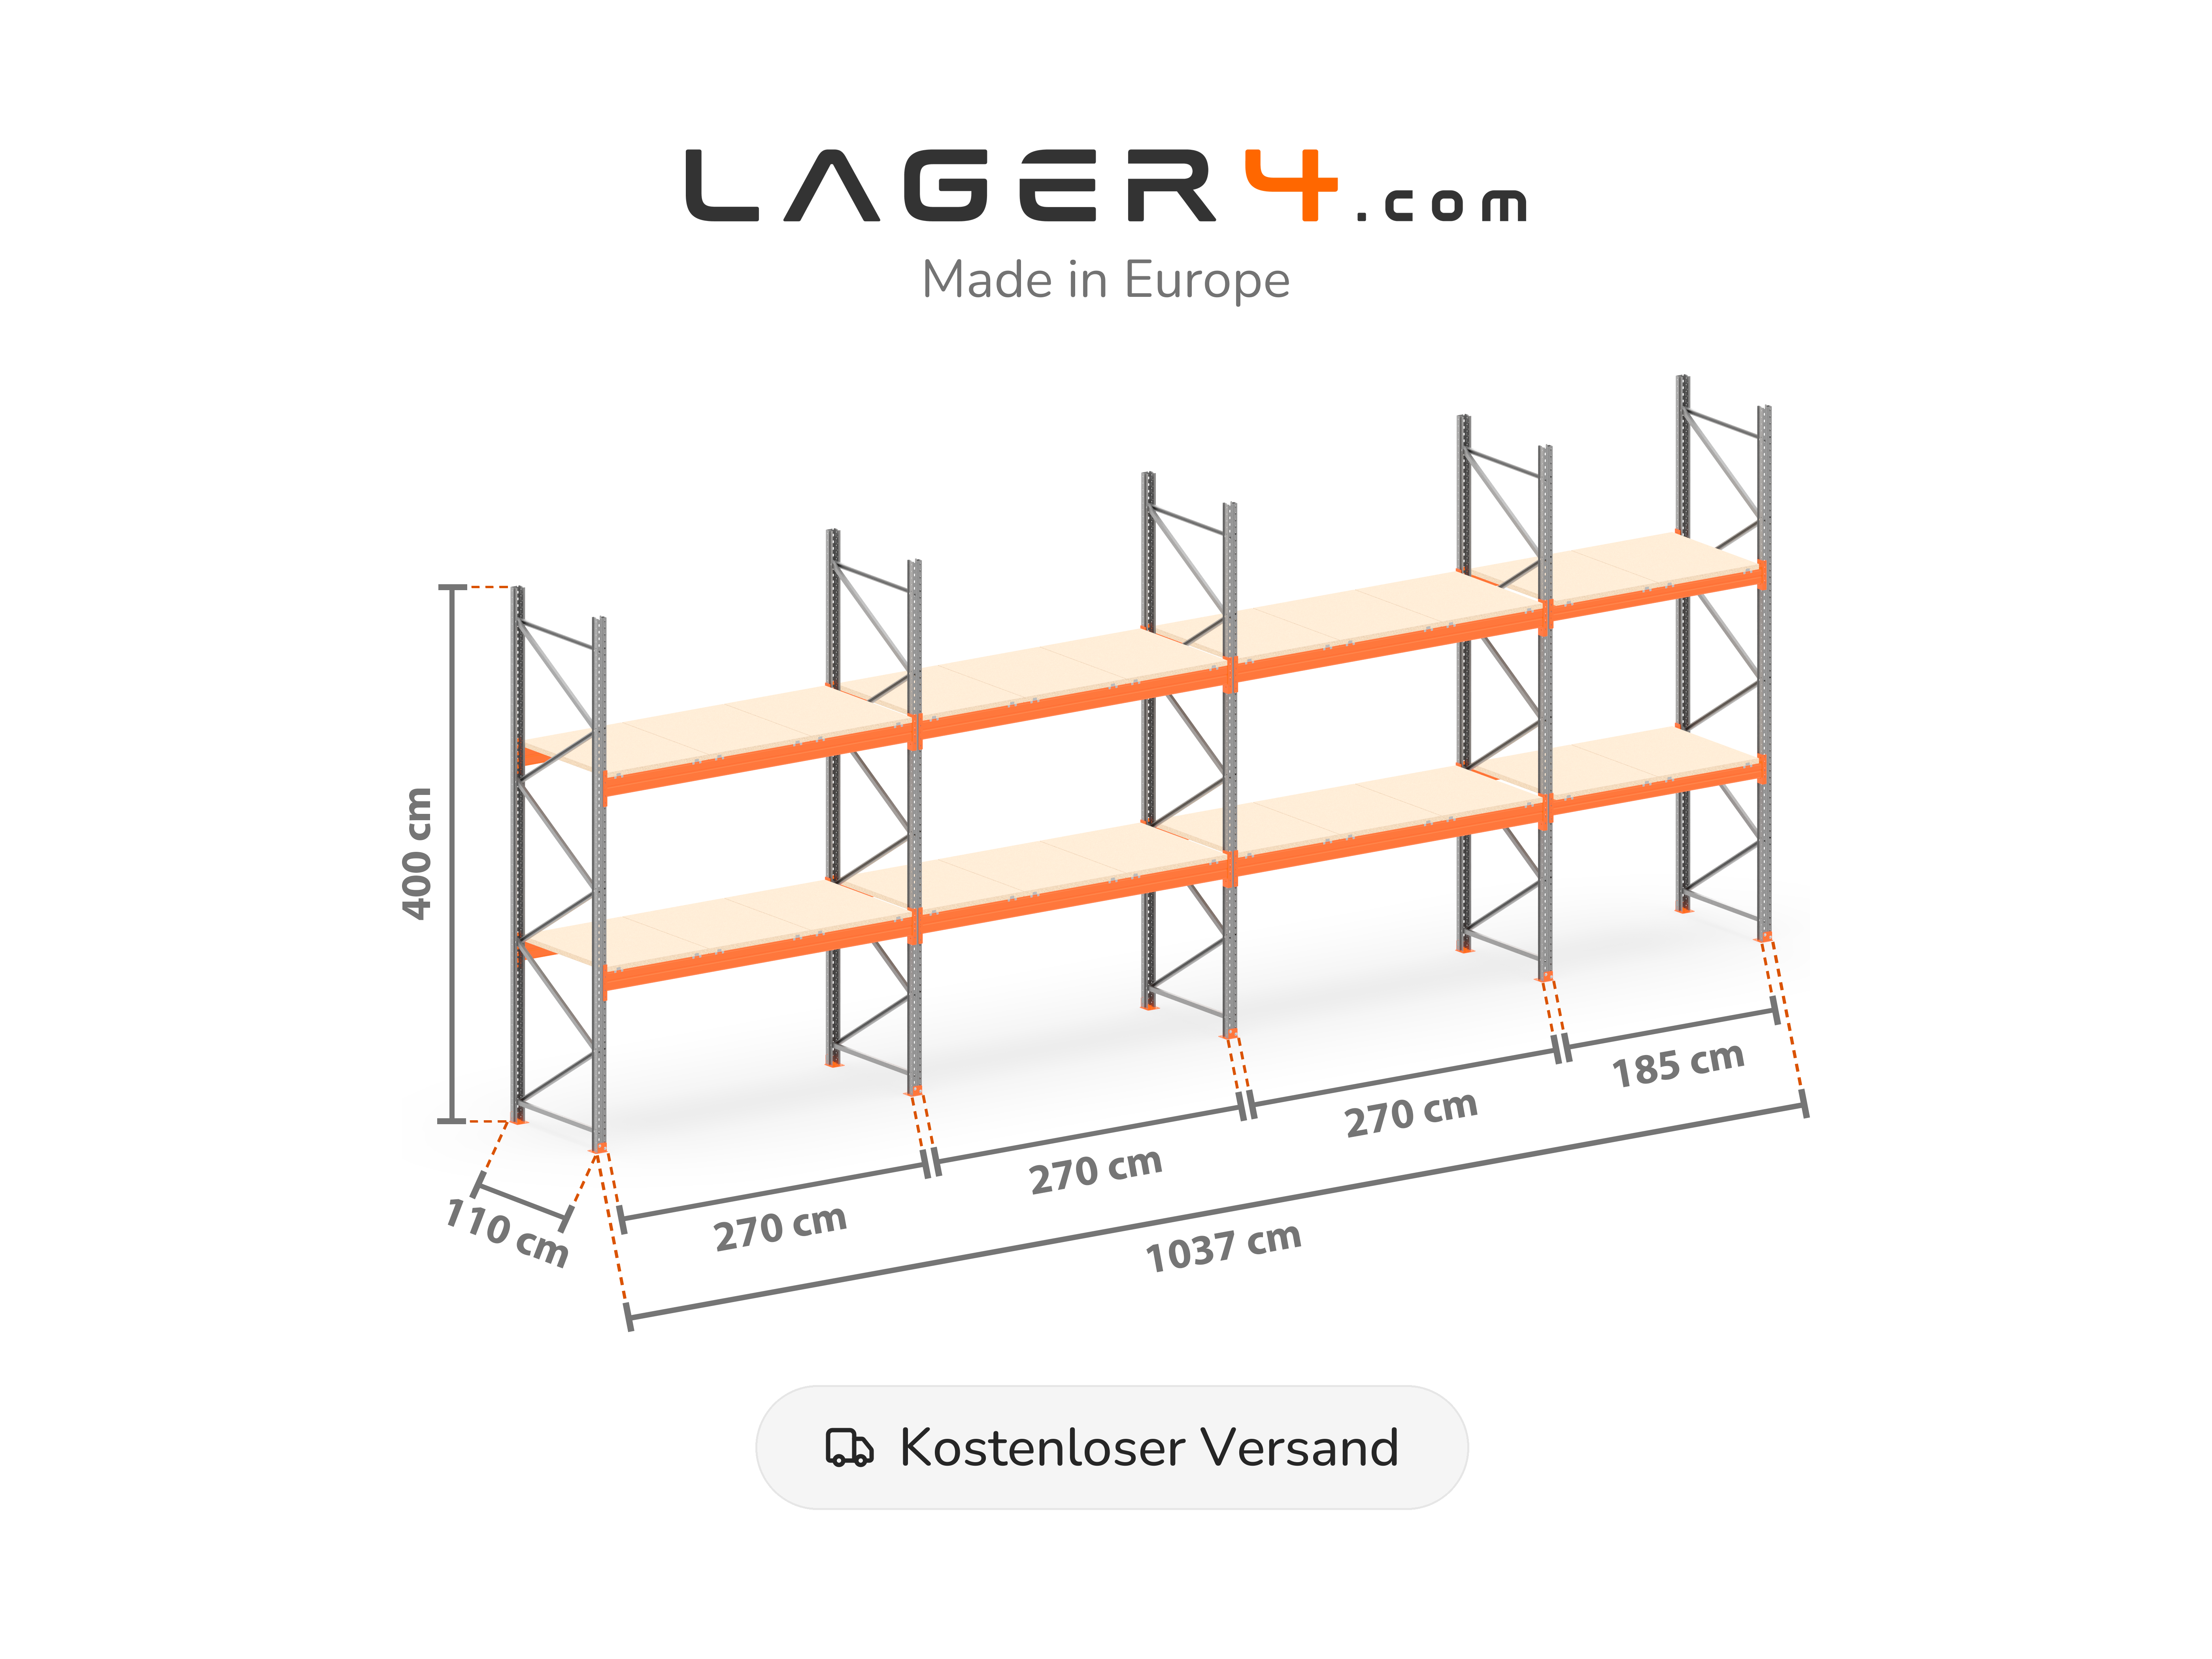 LAGER4.com
Made in Europe
400 cm
110 cm
270 cm
270 cm
270 cm
185 cm
1037 cm
Kostenloser Versand